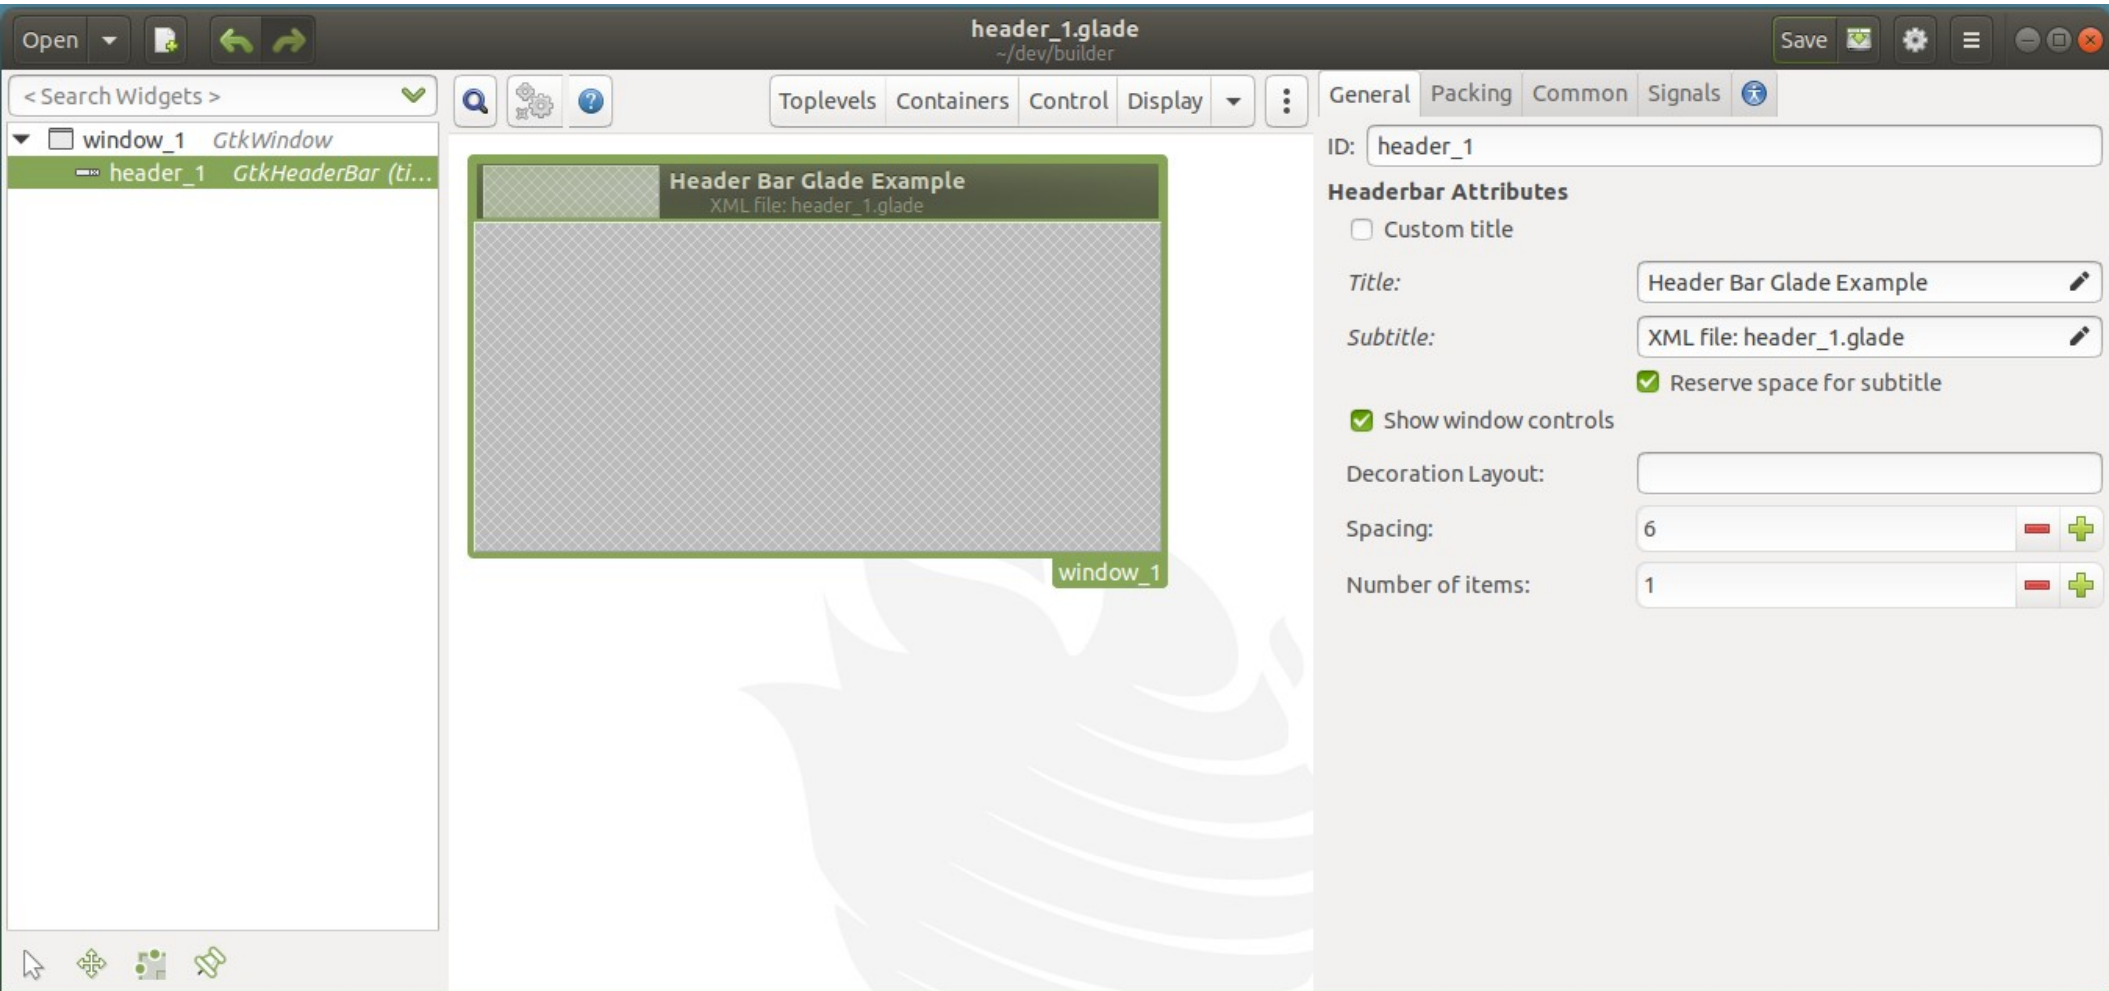 Open
header_1.glade
~/dev/builder
Save
< Search Widgets >
window_1 GtkWindow
header_1 GtkHeaderBar (ti...
Toplevels Containers Control Display
Header Bar Glade Example
XML file: header_1.glade
window_1
General Packing Common Signals
ID: header_1
Headerbar Attributes
Custom title
Title: Header Bar Glade Example
Subtitle: XML file: header_1.glade
Reserve space for subtitle
Show window controls
Decoration Layout:
Spacing: 6
Number of items: 1